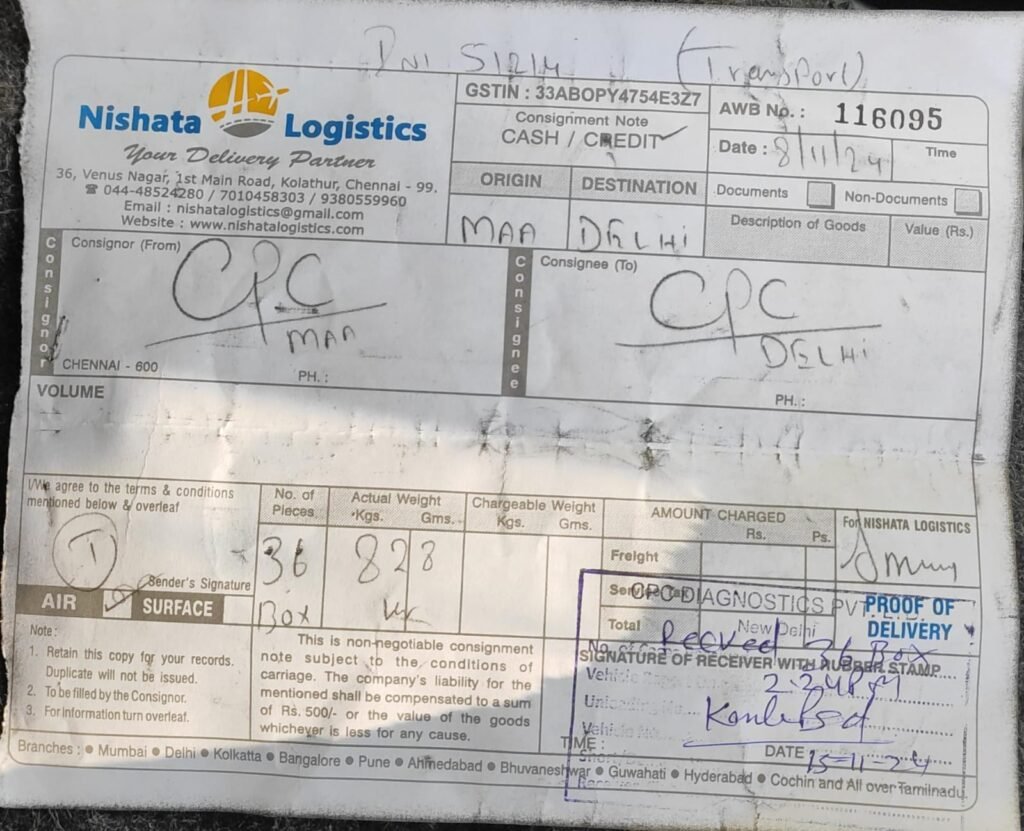 51214 (Transport)
Nishata Logistics
Your Delivery Partner
36, Venus Nagar, 1st Main Road, Kolathur, Chennai - 99.
☎ 044-48524280 / 7010458303 / 9380559960
Email : nishatalogistics@gmail.com
Website : www.nishatalogistics.com
GSTIN : 33ABOPY4754E3Z7
Consignment Note
CASH / CREDIT ✓
AWB No. : 116095
Date : 8/11/24 Time
ORIGIN DESTINATION
MAA DELHI
Documents Non-Documents
Description of Goods Value (Rs.)
Consignor
Consignor (From)
CPC
MAA
CHENNAI - 600 PH. :
Consignee
Consignee (To)
CPC
DELHI
PH. :
VOLUME
I/We agree to the terms & conditions
mentioned below & overleaf
T
Sender's Signature
AIR ✓ SURFACE
No. of
Pieces.
36
Box
Actual Weight
Kgs. Gms.
828
Chargeable Weight
Kgs. Gms.
AMOUNT CHARGED
Rs. Ps.
Freight
Total
For NISHATA LOGISTICS
CPC DIAGNOSTICS PVT. LTD.
New Delhi
PROOF OF
DELIVERY
Recived 36 Box
SIGNATURE OF RECEIVER WITH RUBBER STAMP
TIME :
DATE 15-11-24
Note :
1. Retain this copy for your records.
Duplicate will not be issued.
2. To be filled by the Consignor.
3. For information turn overleaf.
This is non-negotiable consignment
note subject to the conditions of
carriage. The company's liability for the
mentioned shall be compensated to a sum
of Rs. 500/- or the value of the goods
whichever is less for any cause.
Branches : ● Mumbai ● Delhi ● Kolkatta ● Bangalore ● Pune ● Ahmedabad ● Bhuvaneshwar ● Guwahati ● Hyderabad ● Cochin and All over Tamilnadu.